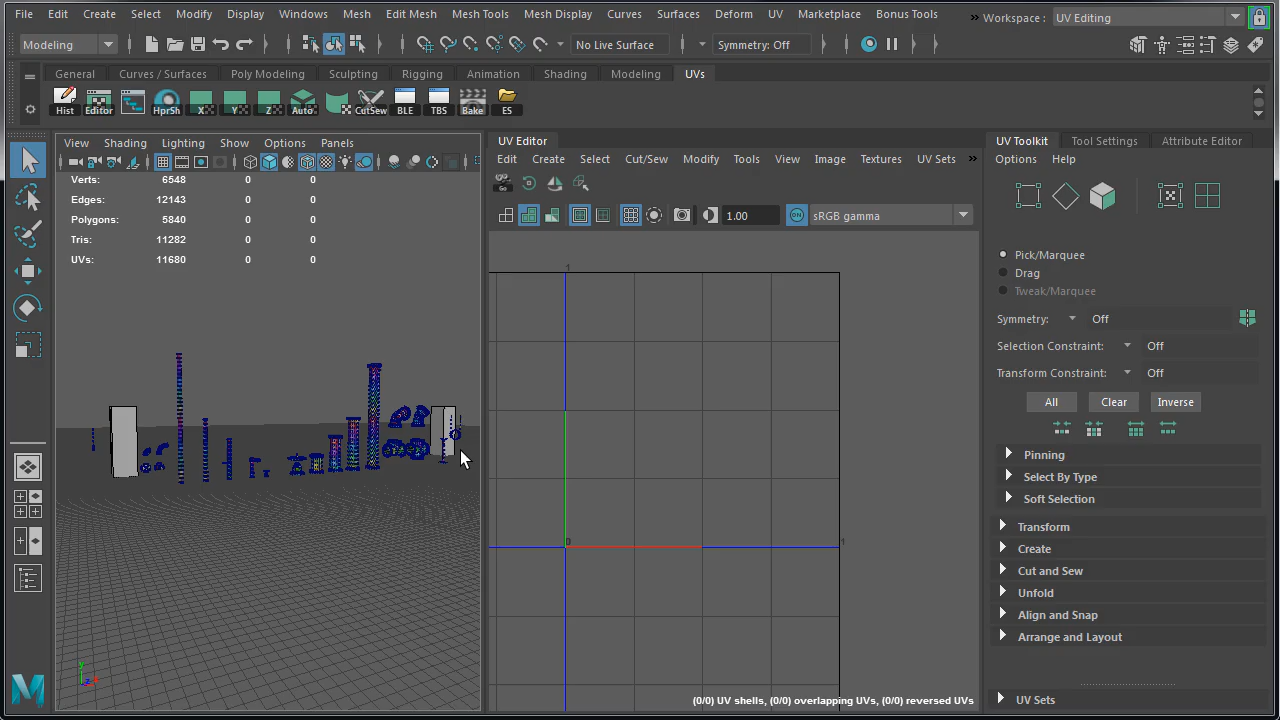 File Edit Create Select Modify Display Windows Mesh Edit Mesh Mesh Tools Mesh Display Curves Surfaces Deform UV Marketplace Bonus Tools Workspace : UV Editing
Modeling No Live Surface Symmetry: Off
General Curves / Surfaces Poly Modeling Sculpting Rigging Animation Shading Modeling UVs
Hist Editor HprSh X Y Z Auto CutSew BLE TBS Bake ES
View Shading Lighting Show Options Panels
Verts: 6548 0 0
Edges: 12143 0 0
Polygons: 5840 0 0
Tris: 11282 0 0
UVs: 11680 0 0
y
z
UV Editor
Edit Create Select Cut/Sew Modify Tools View Image Textures UV Sets
1.00 ON sRGB gamma
1
0 1
(0/0) UV shells, (0/0) overlapping UVs, (0/0) reversed UVs
UV Toolkit Tool Settings Attribute Editor
Options Help
Pick/Marquee
Drag
Tweak/Marquee
Symmetry: Off
Selection Constraint: Off
Transform Constraint: Off
All Clear Inverse
Pinning
Select By Type
Soft Selection
Transform
Create
Cut and Sew
Unfold
Align and Snap
Arrange and Layout
UV Sets